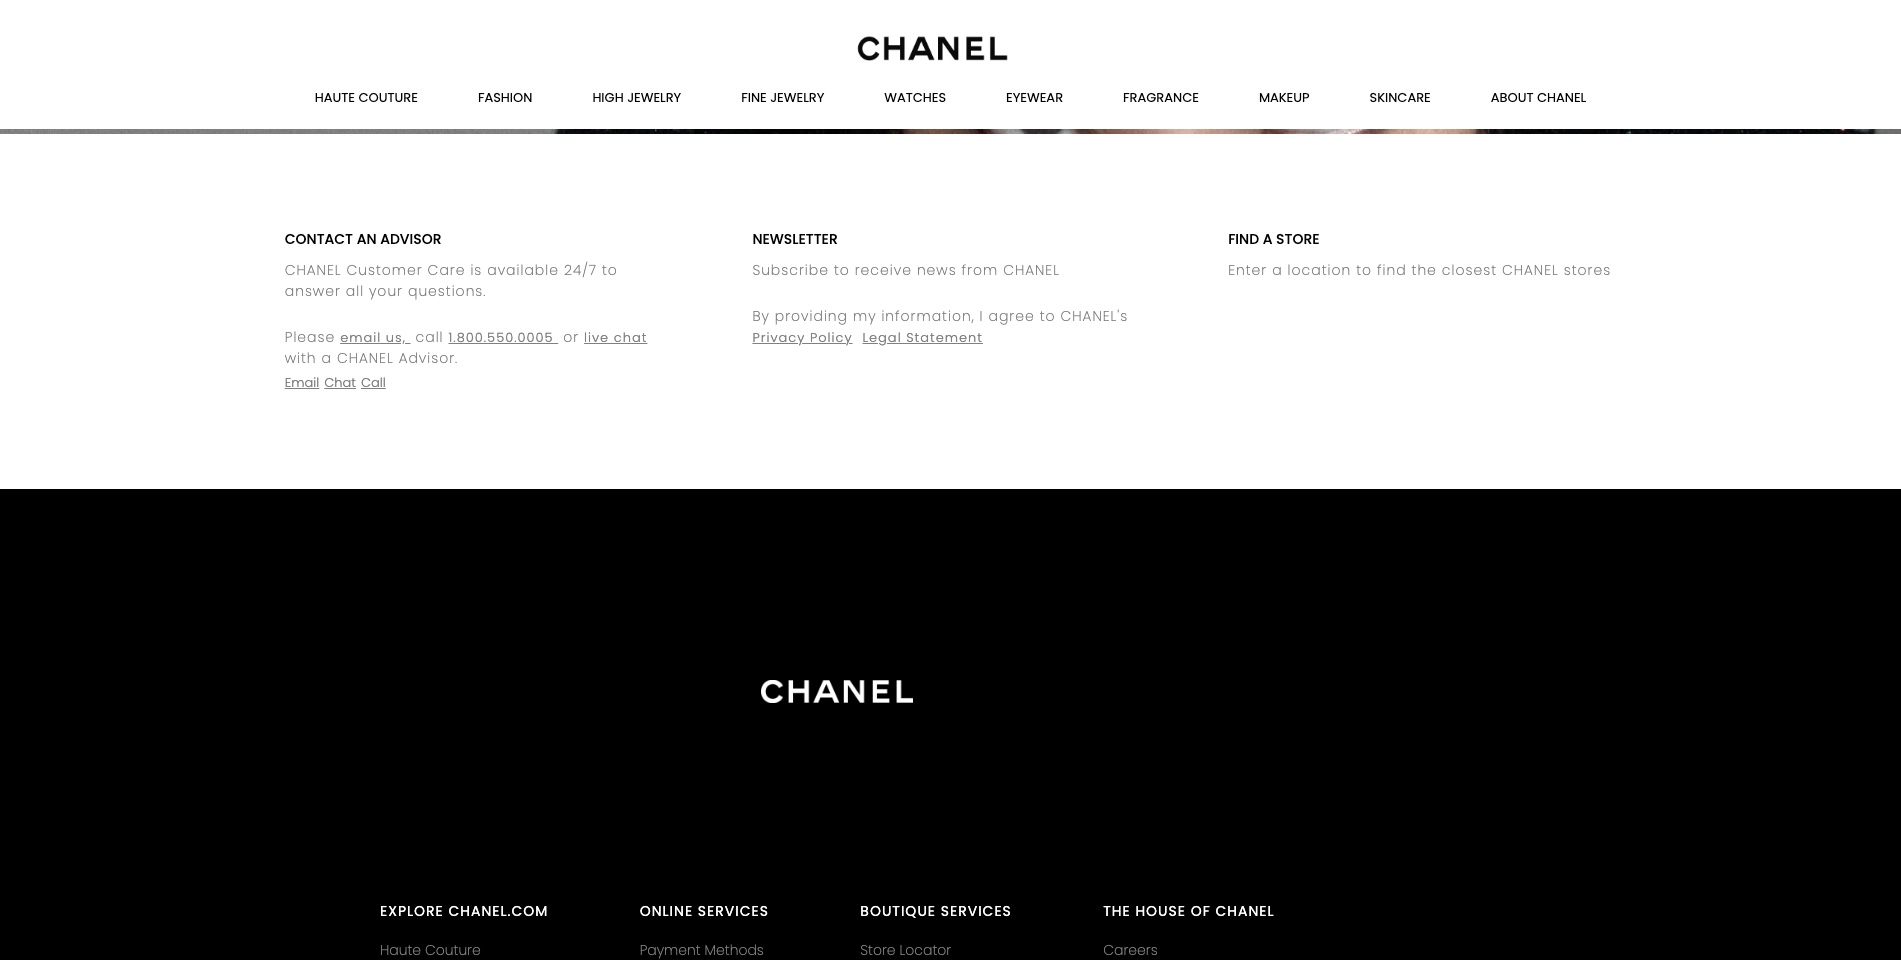 CHANEL
HAUTE COUTURE FASHION HIGH JEWELRY FINE JEWELRY WATCHES EYEWEAR FRAGRANCE MAKEUP SKINCARE ABOUT CHANEL
CONTACT AN ADVISOR
CHANEL Customer Care is available 24/7 to
answer all your questions.
Please email us, call 1.800.550.0005 or live chat
with a CHANEL Advisor.
Email Chat Call
NEWSLETTER
Subscribe to receive news from CHANEL
By providing my information, I agree to CHANEL's
Privacy Policy Legal Statement
FIND A STORE
Enter a location to find the closest CHANEL stores
CHANEL
EXPLORE CHANEL.COM
Haute Couture
ONLINE SERVICES
Payment Methods
BOUTIQUE SERVICES
Store Locator
THE HOUSE OF CHANEL
Careers